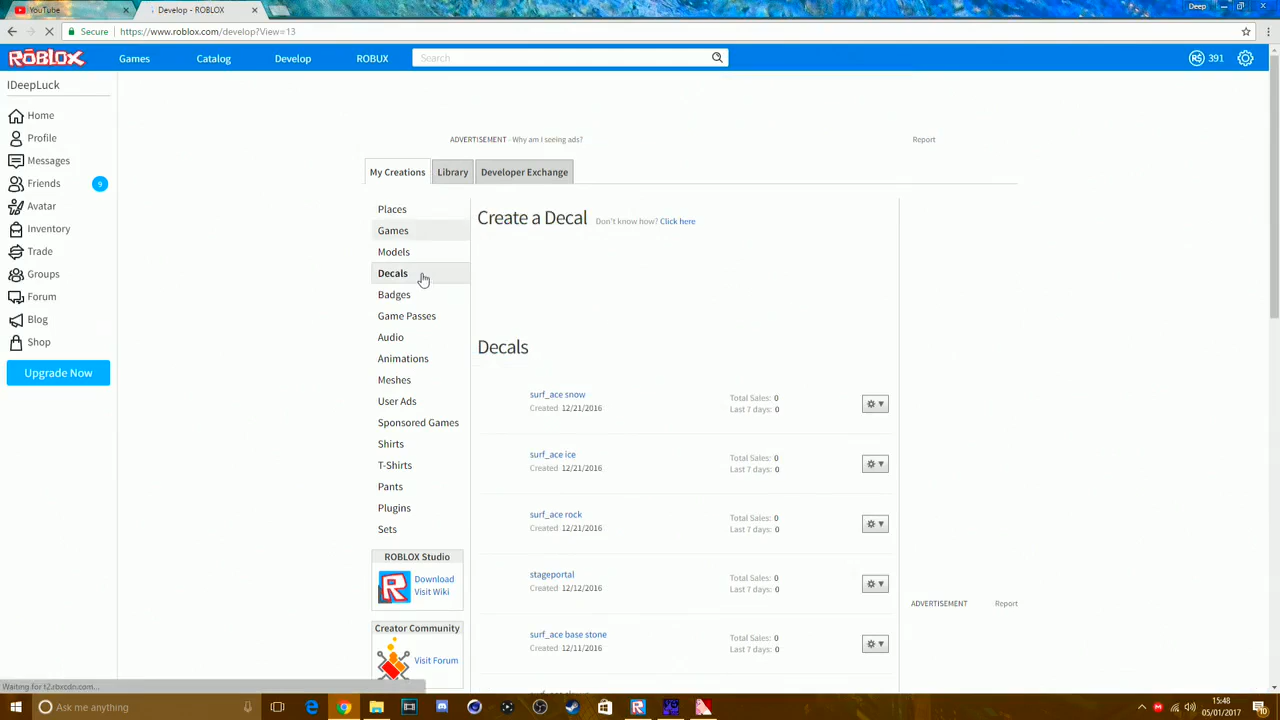 YouTube
Develop - ROBLOX
Deep
Secure
https://www.roblox.com/develop?View=13
ROBLOX
Games
Catalog
Develop
ROBUX
Search
R$ 391
IDeepLuck
Home
Profile
Messages
Friends
9
Avatar
Inventory
Trade
Groups
Forum
Blog
Shop
Upgrade Now
ADVERTISEMENT - Why am I seeing ads?
Report
My Creations
Library
Developer Exchange
Places
Games
Models
Decals
Badges
Game Passes
Audio
Animations
Meshes
User Ads
Sponsored Games
Shirts
T-Shirts
Pants
Plugins
Sets
ROBLOX Studio
Download
Visit Wiki
Creator Community
Visit Forum
Create a Decal
Don't know how? Click here
Decals
surf_ace snow
Created 12/21/2016
Total Sales: 0
Last 7 days: 0
surf_ace ice
Created 12/21/2016
Total Sales: 0
Last 7 days: 0
surf_ace rock
Created 12/21/2016
Total Sales: 0
Last 7 days: 0
stageportal
Created 12/12/2016
Total Sales: 0
Last 7 days: 0
surf_ace base stone
Created 12/11/2016
Total Sales: 0
Last 7 days: 0
ADVERTISEMENT
Report
Waiting for t2.rbxcdn.com...
Ask me anything
15:48
05/01/2017
10